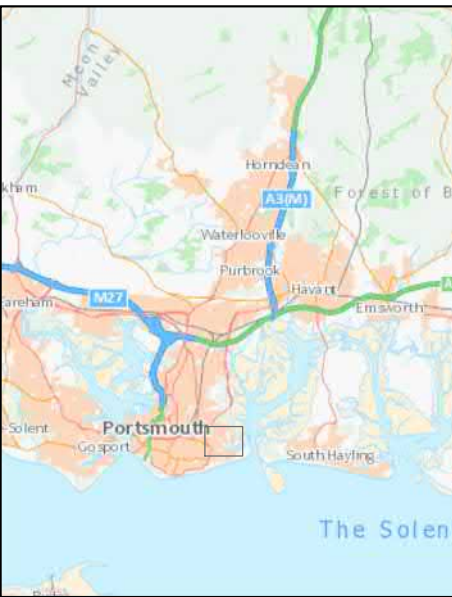 Meon
Valley
Horndean
kham
A3(M)
Forest of B
Waterlooville
Purbrook
Havant
A
M27
areham
Emsworth
Portsmouth
-Solent
Gosport
South Hayling
The Solen